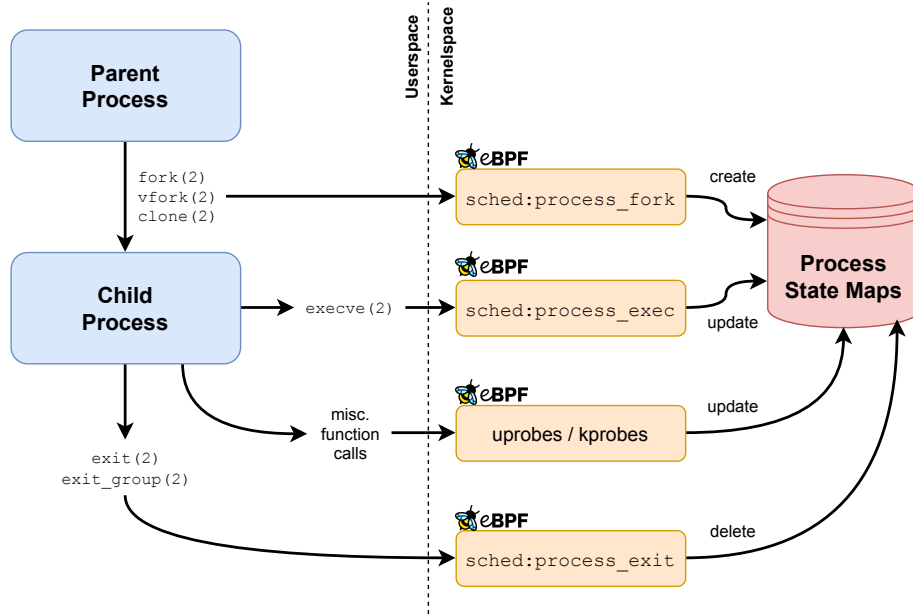 Parent
Process
Userspace
Kernelspace
fork(2)
vfork(2)
clone(2)
eBPF
sched:process_fork
create
Process
State Maps
Child
Process
execve(2)
eBPF
sched:process_exec
update
misc.
function
calls
eBPF
uprobes / kprobes
update
exit(2)
exit_group(2)
eBPF
sched:process_exit
delete